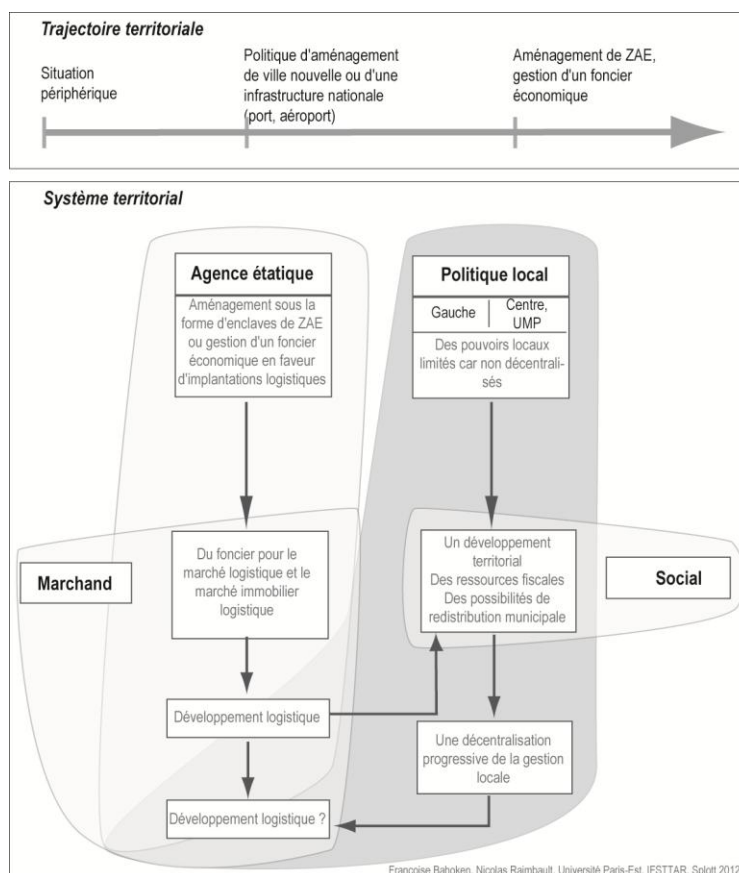 Trajectoire territoriale
Situation
périphérique
Politique d'aménagement
de ville nouvelle ou d'une
infrastructure nationale
(port, aéroport)
Aménagement de ZAE,
gestion d'un foncier
économique
Système territorial
Agence étatique
Aménagement sous la
forme d'enclaves de ZAE
ou gestion d'un foncier
économique en faveur
d'implantations logistiques
Politique local
Gauche
Centre,
UMP
Des pouvoirs locaux
limités car non décentrali-
sés
Marchand
Du foncier pour le
marché logistique et le
marché immobilier
logistique
Un développement
territorial
Des ressources fiscales
Des possibilités de
redistribution municipale
Social
Développement logistique
Une décentralisation
progressive de la gestion
locale
Développement logistique ?
Françoise Bahoken, Nicolas Raimbault, Université Paris-Est, IFSTTAR, Splott 2012